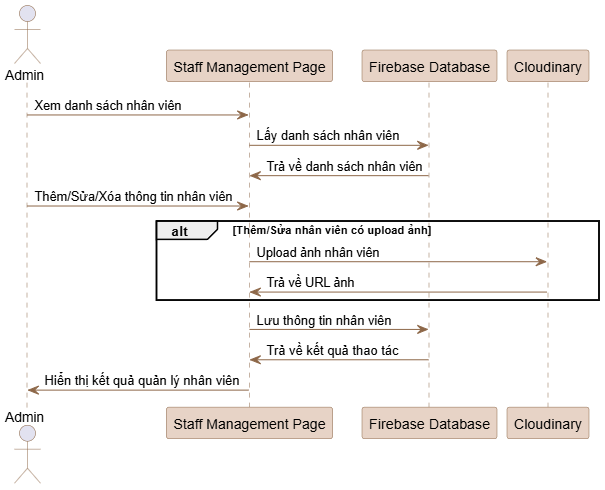 Admin
Staff Management Page
Firebase Database
Cloudinary
Xem danh sách nhân viên
Lấy danh sách nhân viên
Trả về danh sách nhân viên
Thêm/Sửa/Xóa thông tin nhân viên
alt
[Thêm/Sửa nhân viên có upload ảnh]
Upload ảnh nhân viên
Trả về URL ảnh
Lưu thông tin nhân viên
Trả về kết quả thao tác
Hiển thị kết quả quản lý nhân viên
Admin
Staff Management Page
Firebase Database
Cloudinary